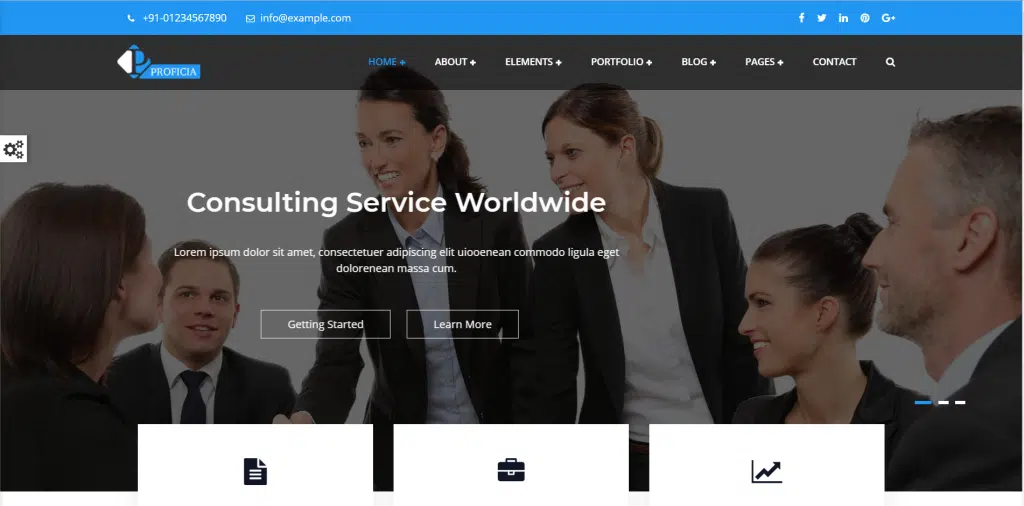 +91-01234567890 info@example.com
PROFICIA
HOME ABOUT ELEMENTS PORTFOLIO BLOG PAGES CONTACT
Consulting Service Worldwide
Lorem ipsum dolor sit amet, consectetuer adipiscing elit uiooenean commodo ligula eget
dolorenean massa cum.
Getting Started Learn More